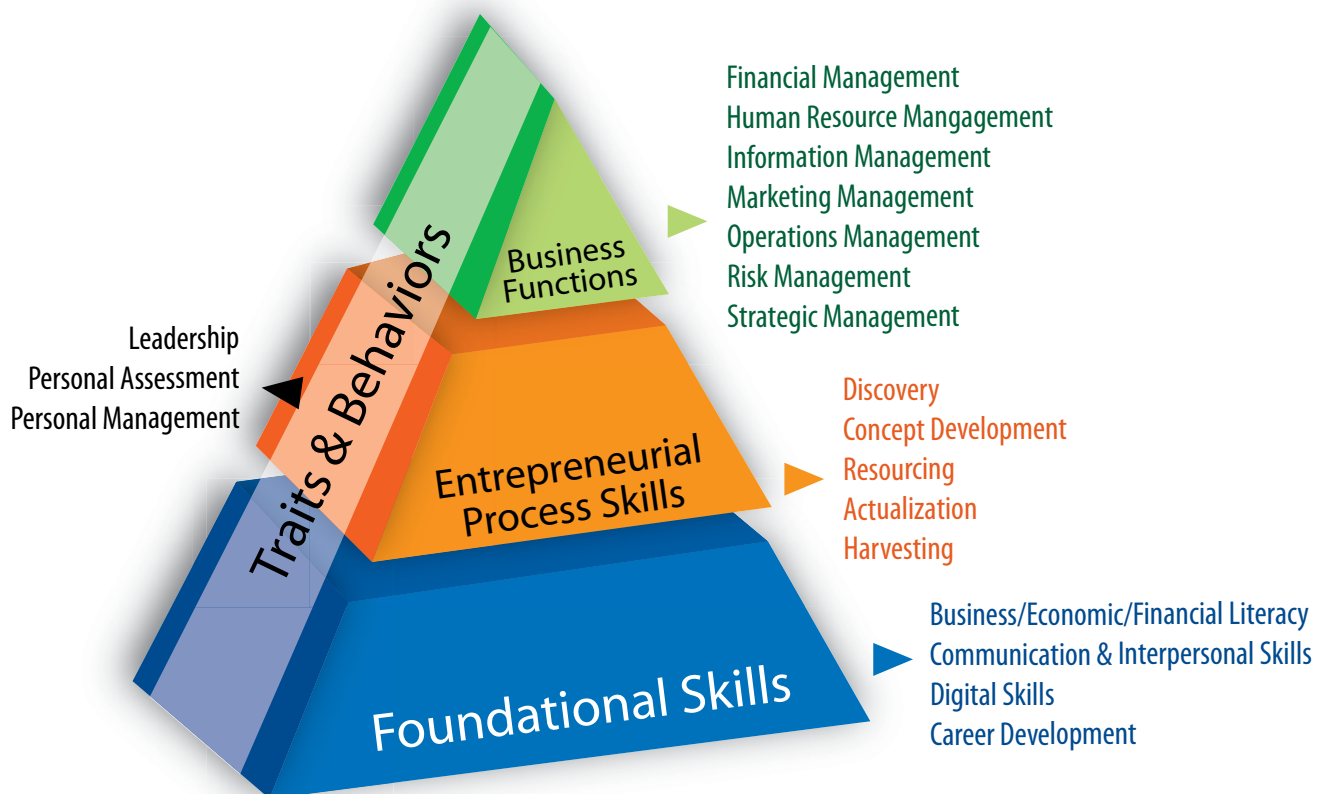 Financial Management
Human Resource Mangagement
Information Management
Marketing Management
Operations Management
Risk Management
Strategic Management
Business
Functions
Traits & Behaviors
Leadership
Personal Assessment
Personal Management
Entrepreneurial
Process Skills
Discovery
Concept Development
Resourcing
Actualization
Harvesting
Foundational Skills
Business/Economic/Financial Literacy
Communication & Interpersonal Skills
Digital Skills
Career Development